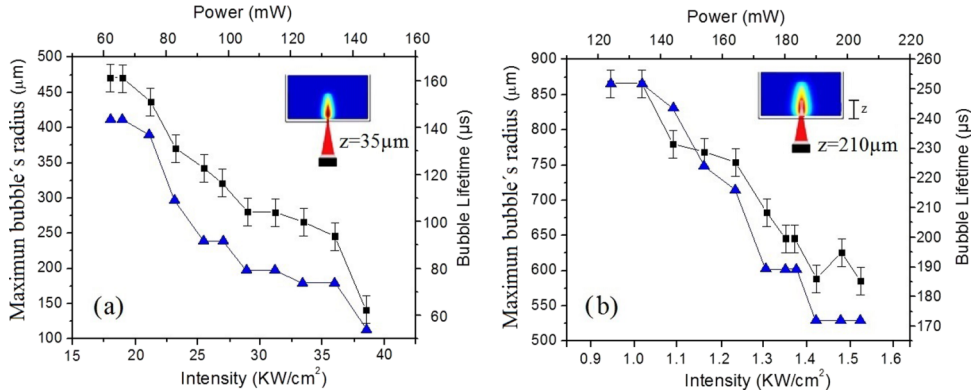 Power (mW)
60 80 100 120 140 160
Maximun bubble´s radius (µm)
500
450
400
350
300
250
200
150
100
160
140
120
100
80
60
Bubble Lifetime (µs)
z=35µm
(a)
15 20 25 30 35 40
Intensity (KW/cm²)
Power (mW)
120 140 160 180 200 220
Maximun bubble´s radius (µm)
900
850
800
750
700
650
600
550
500
260
250
240
230
220
210
200
190
180
170
Bubble Lifetime (µs)
z
z=210µm
(b)
0.9 1.0 1.1 1.2 1.3 1.4 1.5 1.6
Intensity (KW/cm²)